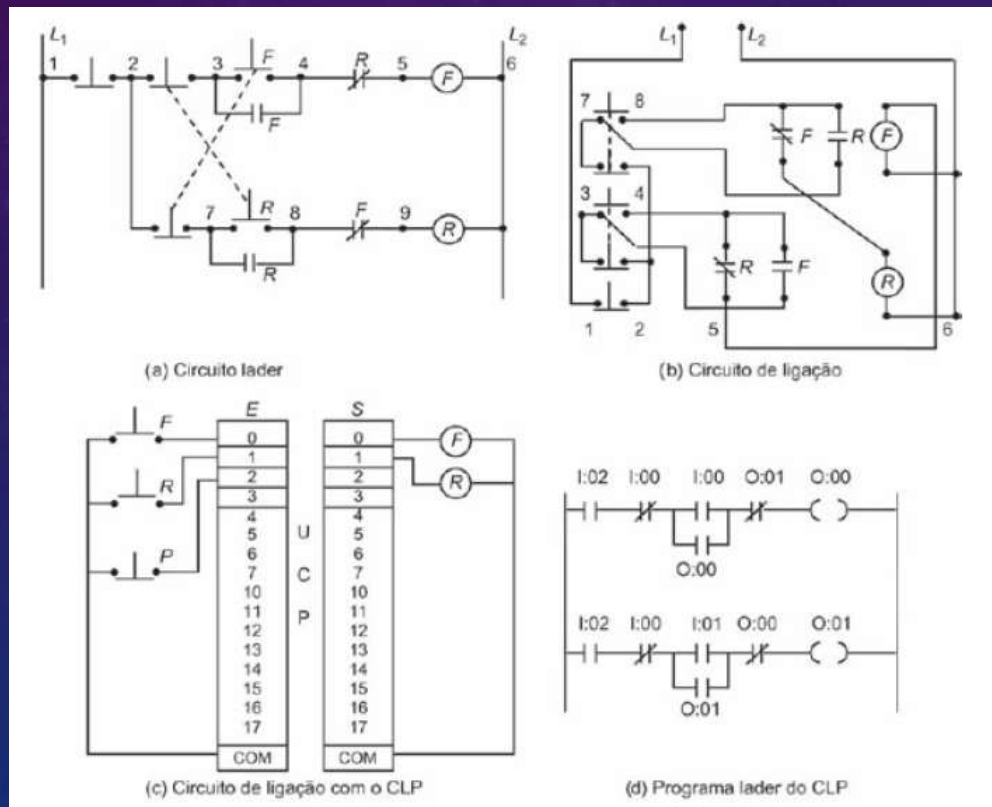 L1 L2
1 2 3 F 4 R 5 F 6
F
7 R 8 F 9 R
R
(a) Circuito lader
L1 L2
7 8
F R F
3 4
R F R
1 2 5 6
(b) Circuito de ligação
E S
F 0 0 F
R 1 1 R
2 2
3 3
4 4
5 U 5
6 6
P 7 C 7
10 10
11 P 11
12 12
13 13
14 14
15 15
16 16
17 17
COM COM
(c) Circuito de ligação com o CLP
I:02 I:00 I:00 O:01 O:00
O:00
I:02 I:00 I:01 O:00 O:01
O:01
(d) Programa lader do CLP